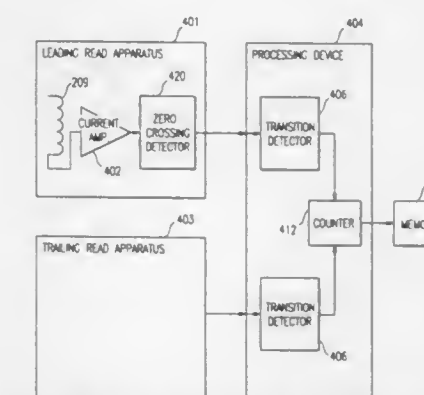 401
LEADING READ APPARATUS
209
420
CURRENT
AMP
402
ZERO
CROSSING
DETECTOR
404
PROCESSING DEVICE
406
TRANSITION
DETECTOR
412
COUNTER
403
TRAILING READ APPARATUS
TRANSITION
DETECTOR
406